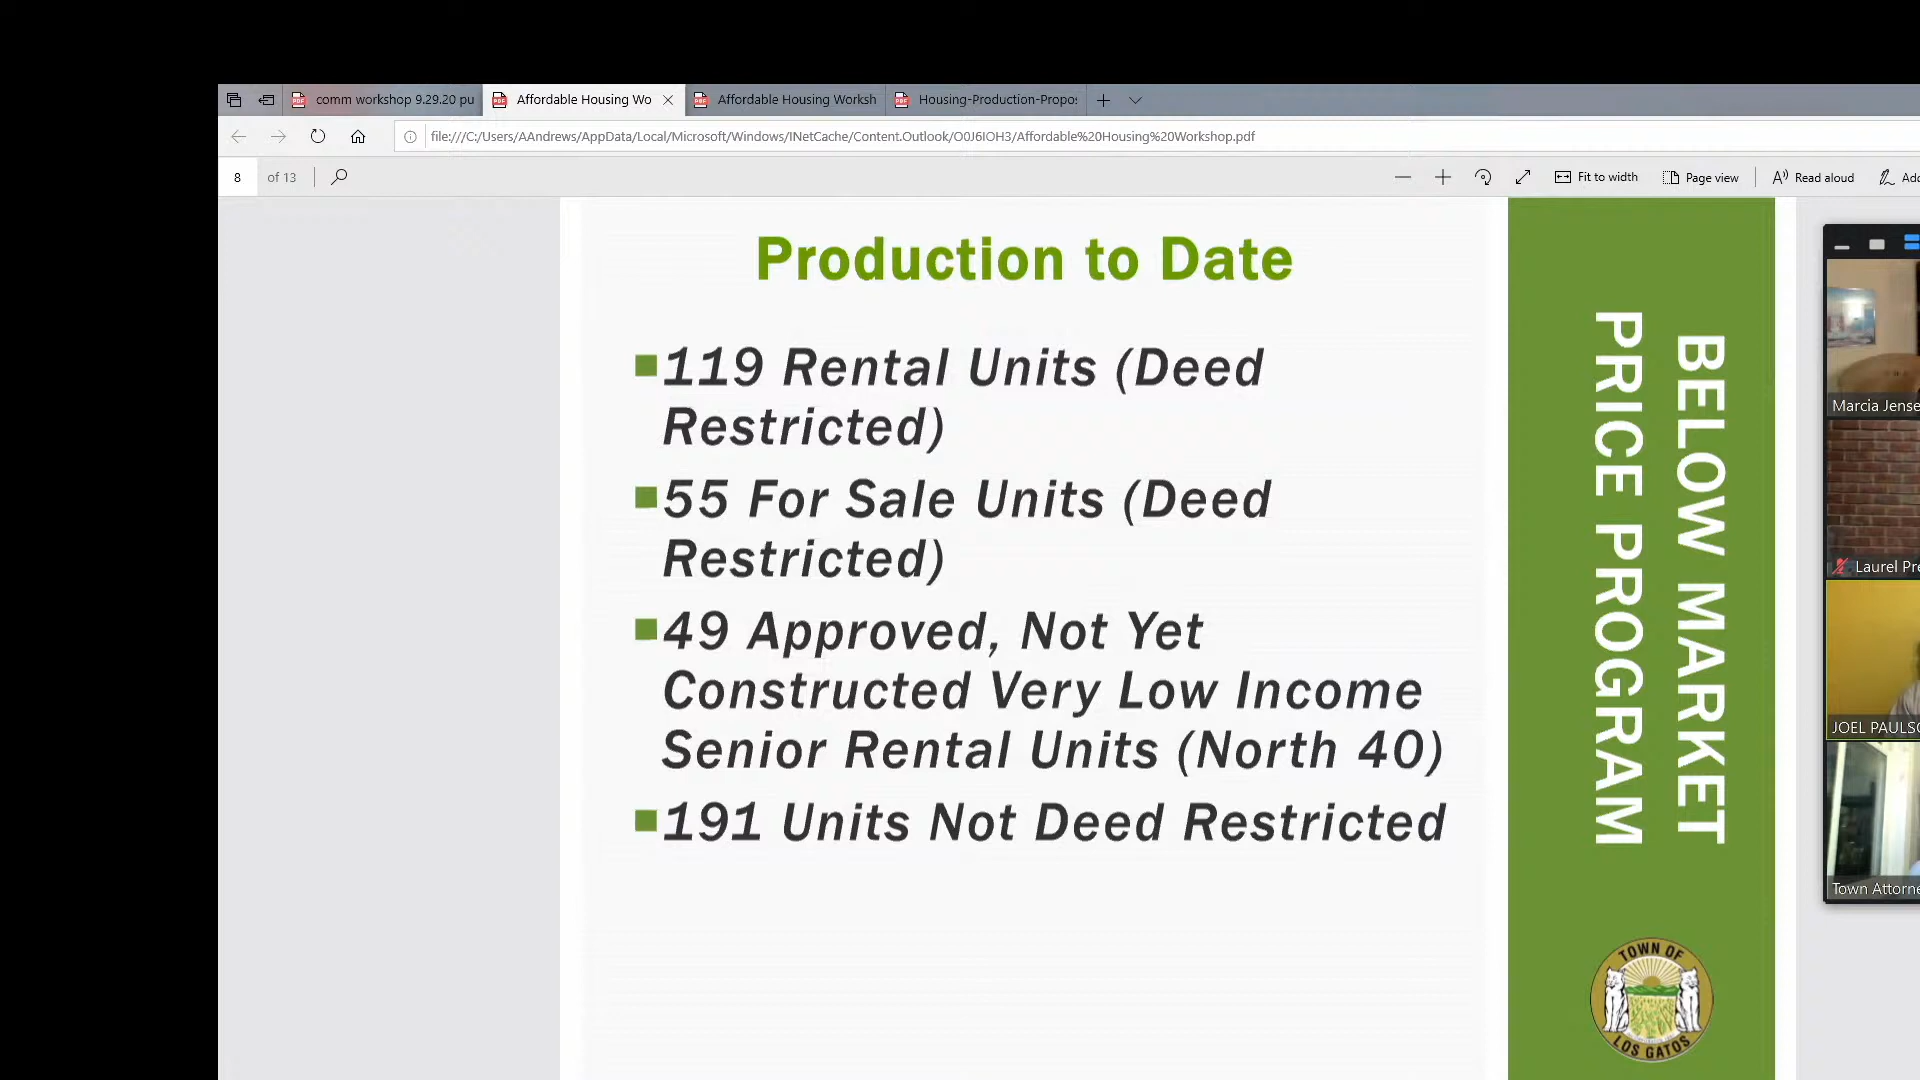 comm workshop 9.29.20 pu
Affordable Housing Wo
Affordable Housing Worksh
Housing-Production-Propos
file:///C:/Users/AAndrews/AppData/Local/Microsoft/Windows/INetCache/Content.Outlook/O0J6IOH3/Affordable%20Housing%20Workshop.pdf
8 of 13
Fit to width
Page view
Read aloud
Add
Production to Date
119 Rental Units (Deed
Restricted)
55 For Sale Units (Deed
Restricted)
49 Approved, Not Yet
Constructed Very Low Income
Senior Rental Units (North 40)
191 Units Not Deed Restricted
BELOW MARKET
PRICE PROGRAM
TOWN OF
LOS GATOS
Marcia Jense
Laurel Pre
JOEL PAULSO
Town Attorne